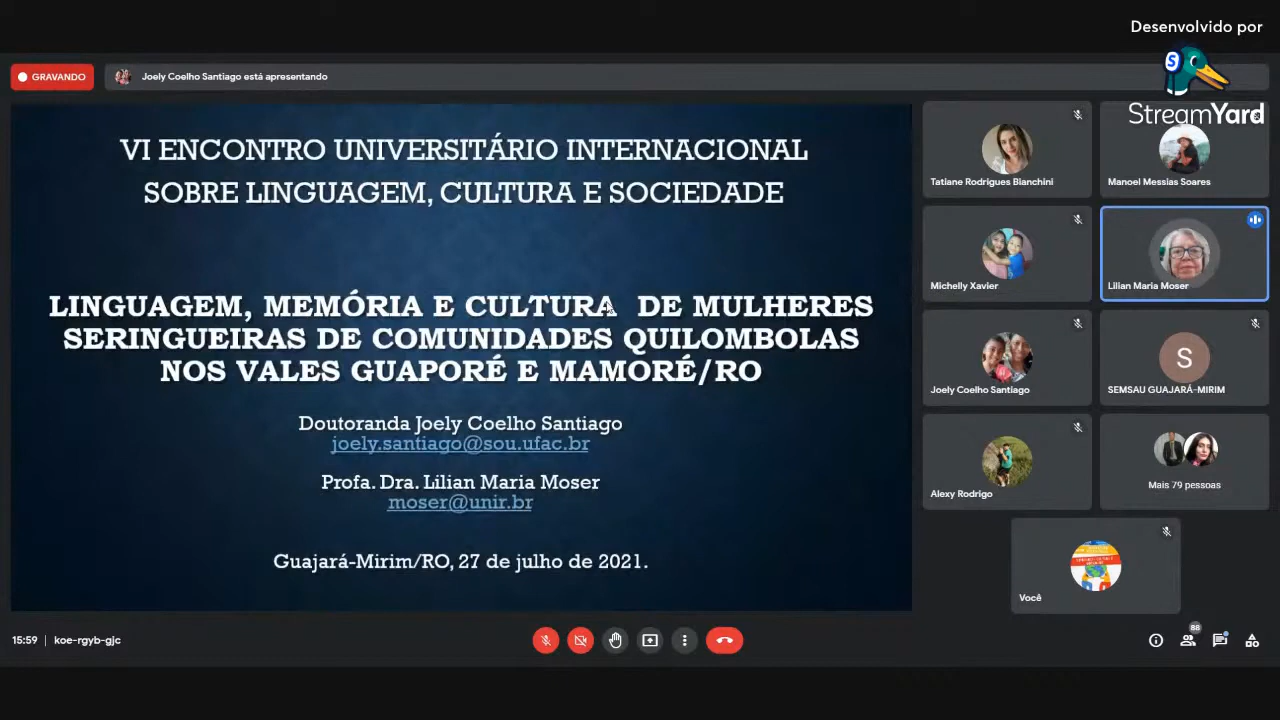 Desenvolvido por
StreamYard
GRAVANDO
Joely Coelho Santiago está apresentando
VI ENCONTRO UNIVERSITÁRIO INTERNACIONAL
SOBRE LINGUAGEM, CULTURA E SOCIEDADE
LINGUAGEM, MEMÓRIA E CULTURA DE MULHERES
SERINGUEIRAS DE COMUNIDADES QUILOMBOLAS
NOS VALES GUAPORÉ E MAMORÉ/RO
Doutoranda Joely Coelho Santiago
joely.santiago@sou.ufac.br
Profa. Dra. Lilian Maria Moser
moser@unir.br
Guajará-Mirim/RO, 27 de julho de 2021.
Tatiane Rodrigues Bianchini
Manoel Messias Soares
Michelly Xavier
Lilian Maria Moser
Joely Coelho Santiago
S
SEMSAU GUAJARÁ-MIRIM
Alexy Rodrigo
Mais 79 pessoas
Você
15:59 | koe-rgyb-gjc
88